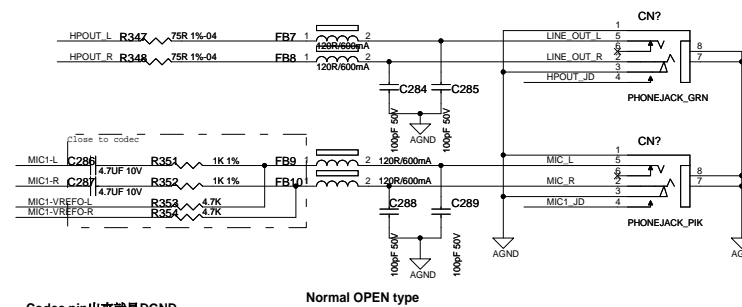 CN?
1
HPOUT_L R347 75R 1%-04 FB7 1 2 LINE_OUT_L 5
120R/600mA
6
8
HPOUT_R R348 75R 1%-04 FB8 1 2 LINE_OUT_R 2
7
120R/600mA
3
HPOUT_JD 4
C284 C285
PHONEJACK_GRN
100pF 50V
100pF 50V
AGND
Close to codec
CN?
1
MIC1-L C286 R351 1K 1% FB9 1 2 120R/600mA MIC_L 5
4.7UF 10V
6
8
MIC1-R C287 R352 1K 1% FB10 1 2 120R/600mA MIC_R 2
7
4.7UF 10V
3
MIC1-VREFO-L R353 4.7K
MIC1_JD 4
MIC1-VREFO-R R354 4.7K
C288 C289
PHONEJACK_PIK
100pF 50V
100pF 50V
AGND
AGND
AG
Normal OPEN type